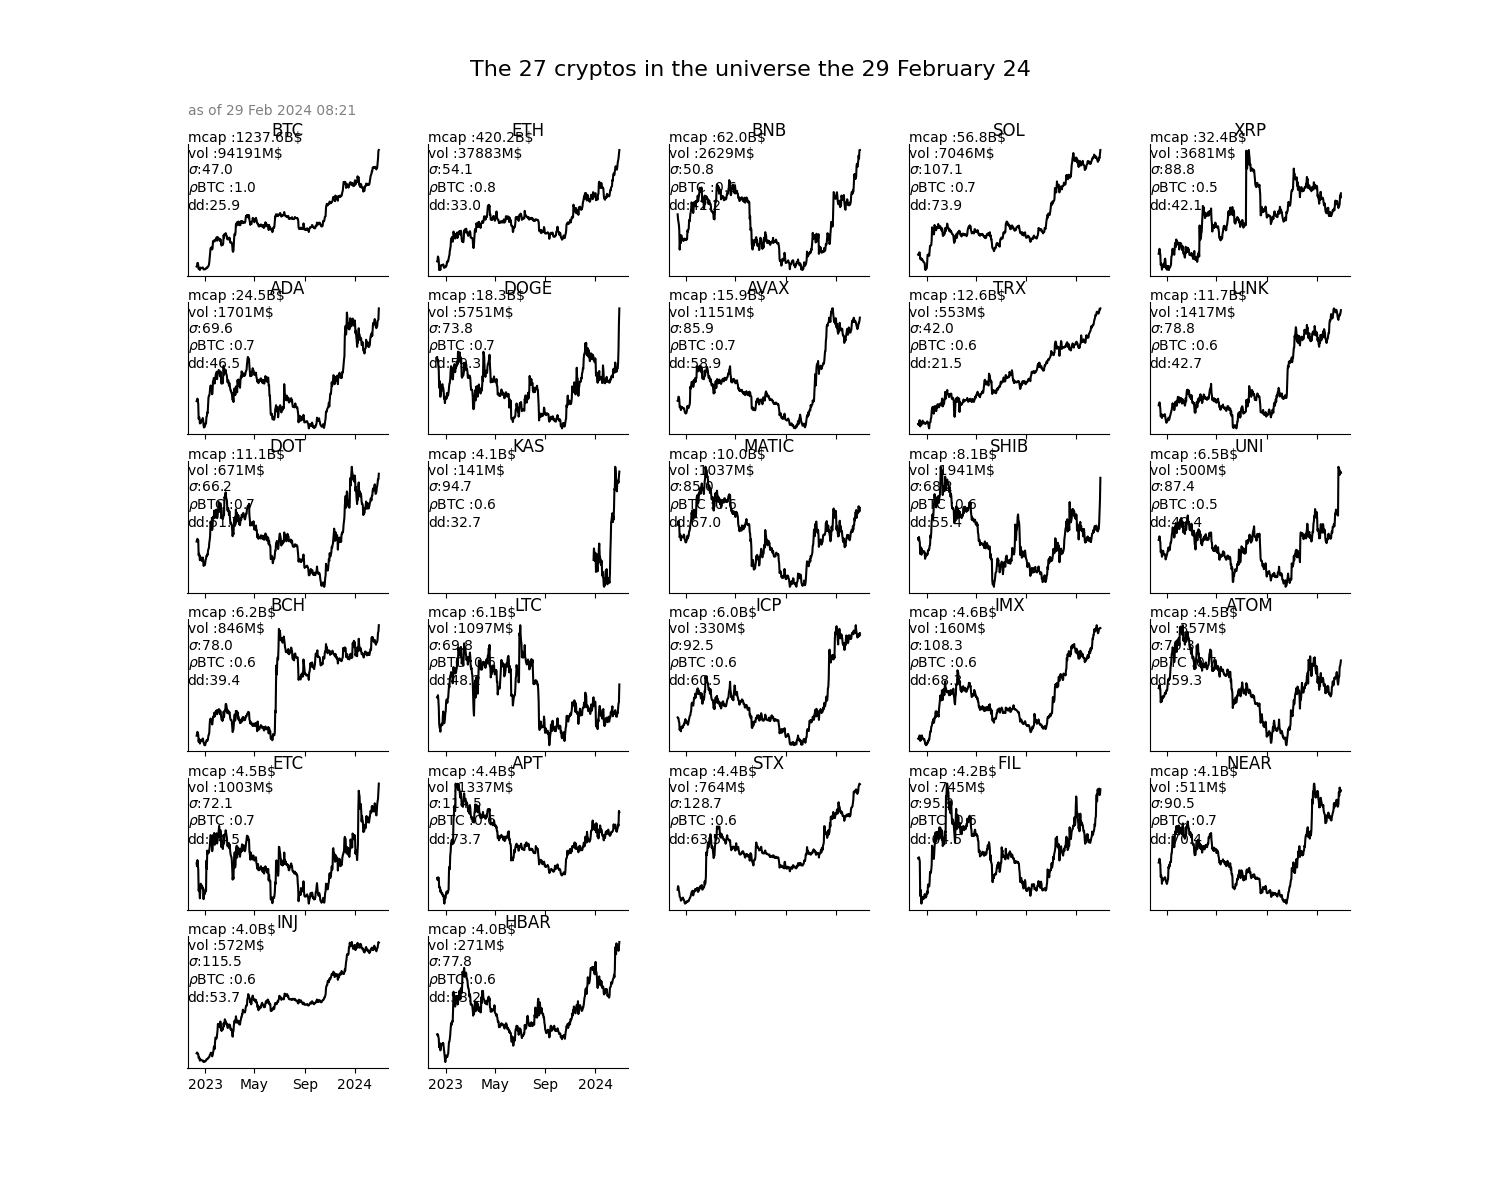 The 27 cryptos in the universe the 29 February 24
as of 29 Feb 2024 08:21
BTC
mcap :1237.6B$
vol :94191M$
σ:47.0
ρBTC :1.0
dd:25.9
ETH
mcap :420.2B$
vol :37883M$
σ:54.1
ρBTC :0.8
dd:33.0
BNB
mcap :62.0B$
vol :2629M$
σ:50.8
ρBTC
SOL
mcap :56.8B$
vol :7046M$
σ:107.1
ρBTC :0.7
dd:73.9
XRP
mcap :32.4B$
vol :3681M$
σ:88.8
ρBTC :0.5
dd:42.1
ADA
mcap :24.5B$
vol :1701M$
σ:69.6
ρBTC :0.7
dd:46.5
DOGE
mcap :18.3B$
vol :5751M$
σ:73.8
ρBTC :0.7
AVAX
mcap :15.9B$
vol :1151M$
σ:85.9
ρBTC :0.7
dd:58.9
TRX
mcap :12.6B$
vol :553M$
σ:42.0
ρBTC :0.6
dd:21.5
LINK
mcap :11.7B$
vol :1417M$
σ:78.8
ρBTC :0.6
dd:42.7
DOT
mcap :11.1B$
vol :671M$
σ:66.2
ρBTC :0.7
KAS
mcap :4.1B$
vol :141M$
σ:94.7
ρBTC :0.6
dd:32.7
MATIC
mcap :10.0B$
vol :1037M$
ρBTC :0.6
dd:67.0
SHIB
mcap :8.1B$
vol :1941M$
ρBTC :0.6
dd:55.4
UNI
mcap :6.5B$
vol :500M$
σ:87.4
ρBTC :0.5
BCH
mcap :6.2B$
vol :846M$
σ:78.0
ρBTC :0.6
dd:39.4
LTC
mcap :6.1B$
vol :1097M$
σ:69.8
ρBTC
ICP
mcap :6.0B$
vol :330M$
σ:92.5
ρBTC :0.6
dd:60.5
IMX
mcap :4.6B$
vol :160M$
σ:108.3
ρBTC :0.6
ATOM
mcap :4.5B$
vol :357M$
ρBTC
dd:59.3
ETC
mcap :4.5B$
vol :1003M$
σ:72.1
ρBTC :0.7
APT
mcap :4.4B$
vol :1337M$
ρBTC :0.6
dd:73.7
STX
mcap :4.4B$
vol :764M$
σ:128.7
ρBTC :0.6
FIL
mcap :4.2B$
vol :745M$
ρBTC :0.6
NEAR
mcap :4.1B$
vol :511M$
σ:90.5
ρBTC :0.7
INJ
mcap :4.0B$
vol :572M$
σ:115.5
ρBTC :0.6
dd:53.7
HBAR
mcap :4.0B$
vol :271M$
σ:77.8
ρBTC :0.6
2023 May Sep 2024
2023 May Sep 2024